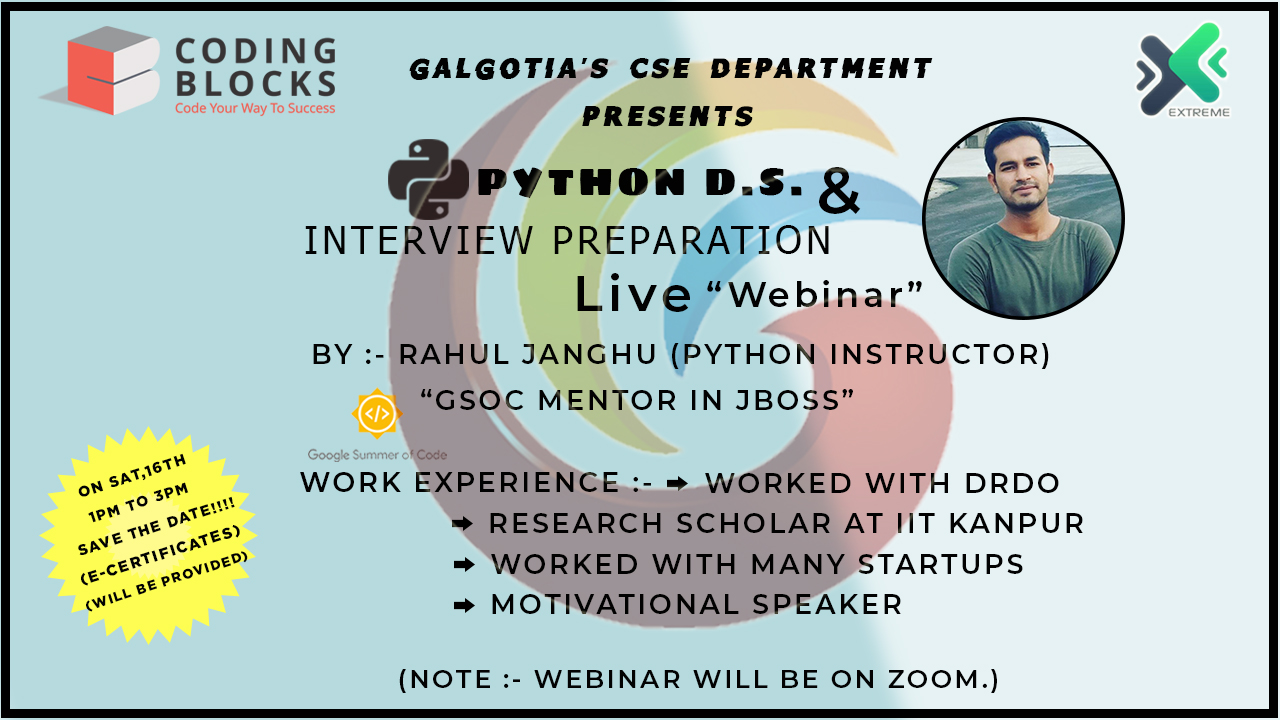 CODING
BLOCKS
Code Your Way To Success
GALGOTIA'S CSE DEPARTMENT
PRESENTS
EXTREME
PYTHON D.S. &
INTERVIEW PREPARATION
Live “Webinar”
BY :- RAHUL JANGHU (PYTHON INSTRUCTOR)
</>
“GSOC MENTOR IN JBOSS”
Google Summer of Code
WORK EXPERIENCE :- ➡ WORKED WITH DRDO
➡ RESEARCH SCHOLAR AT IIT KANPUR
➡ WORKED WITH MANY STARTUPS
➡ MOTIVATIONAL SPEAKER
ON SAT,16TH
1PM TO 3PM
SAVE THE DATE!!!!
(E-CERTIFICATES)
(WILL BE PROVIDED)
(NOTE :- WEBINAR WILL BE ON ZOOM.)